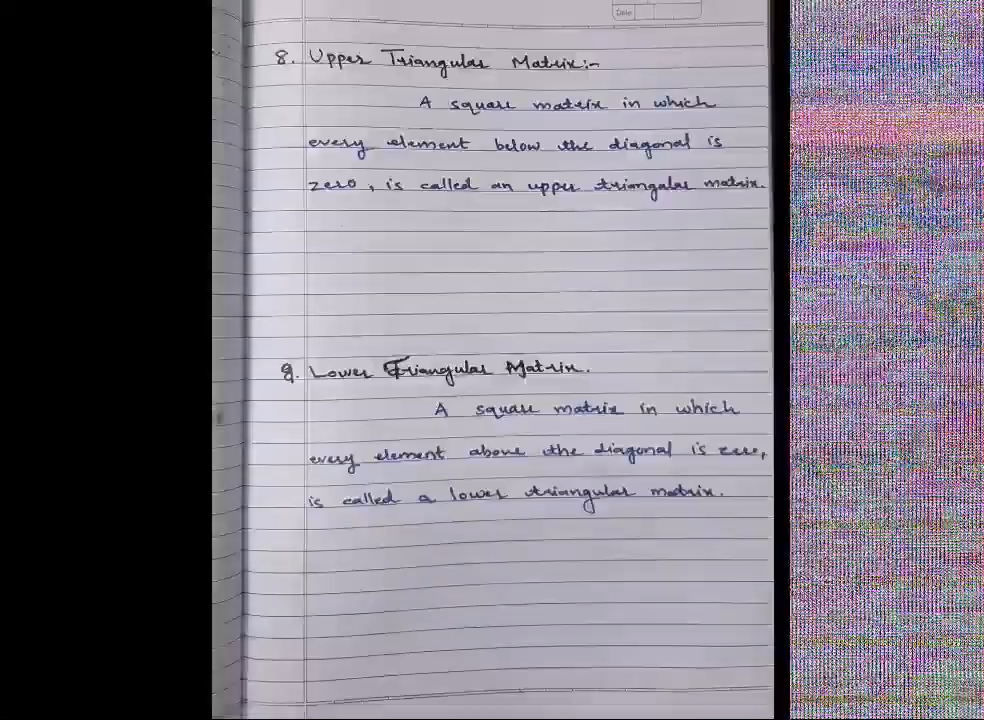 Date
8. Upper Triangular Matrix:-
A square matrix in which
every element below the diagonal is
zero, is called an upper triangular matrix.
9. Lower Triangular Matrix.
A square matrix in which
every element above the diagonal is zero,
is called a lower triangular matrix.